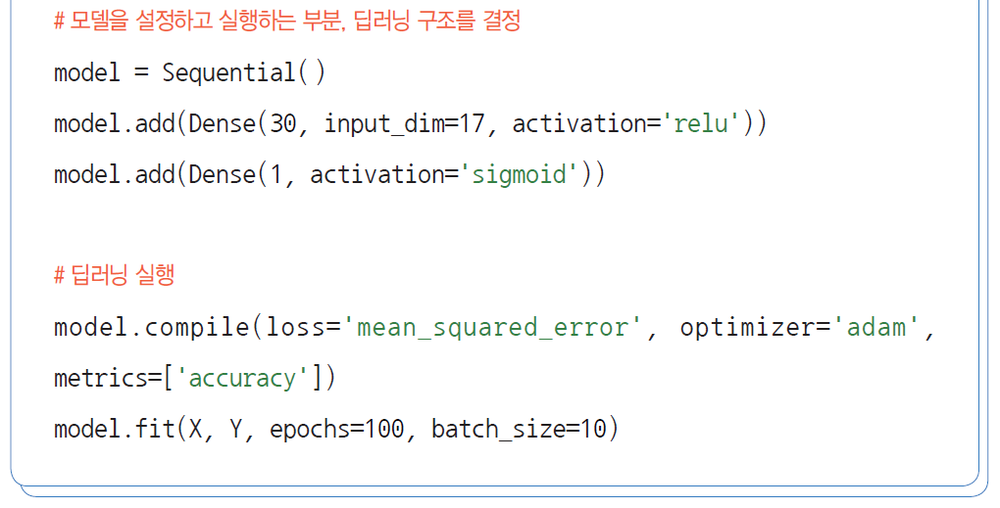 # 모델을 설정하고 실행하는 부분, 딥러닝 구조를 결정
model = Sequential()
model.add(Dense(30, input_dim=17, activation='relu'))
model.add(Dense(1, activation='sigmoid'))
# 딥러닝 실행
model.compile(loss='mean_squared_error', optimizer='adam',
metrics=['accuracy'])
model.fit(X, Y, epochs=100, batch_size=10)